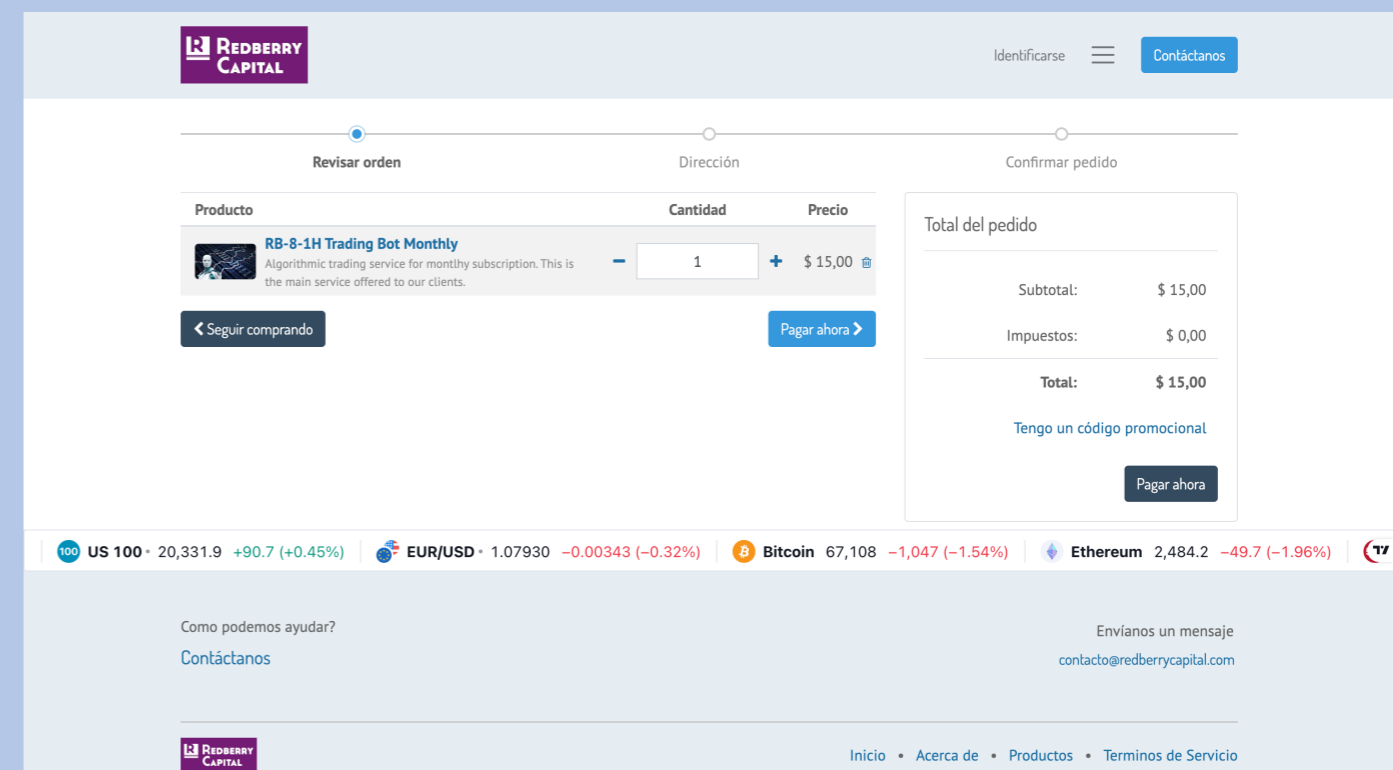 REDBERRY
CAPITAL
Identificarse
Contáctanos
Revisar orden
Dirección
Confirmar pedido
Producto Cantidad Precio
RB-8-1H Trading Bot Monthly
Algorithmic trading service for montlhy subscription. This is
the main service offered to our clients.
1
$ 15,00
Seguir comprando
Pagar ahora
Total del pedido
Subtotal: $ 15,00
Impuestos: $ 0,00
Total: $ 15,00
Tengo un código promocional
Pagar ahora
100 US 100 • 20,331.9 +90.7 (+0.45%) EUR/USD • 1.07930 −0.00343 (−0.32%) Bitcoin 67,108 −1,047 (−1.54%) Ethereum 2,484.2 −49.7 (−1.96%)
Como podemos ayudar?
Contáctanos
Envíanos un mensaje
contacto@redberrycapital.com
REDBERRY
CAPITAL
Inicio • Acerca de • Productos • Terminos de Servicio